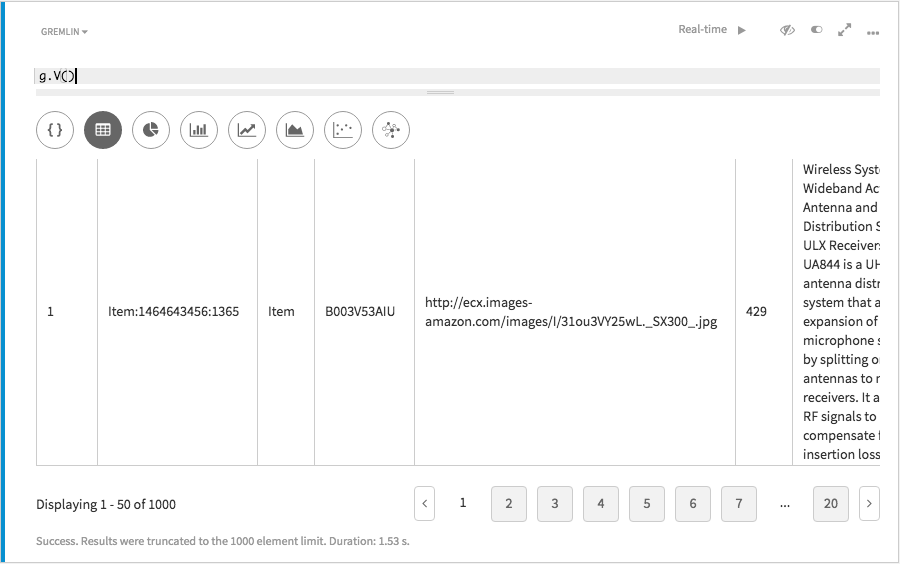 GREMLIN
Real-time
g.V()
{ }
1
Item:1464643456:1365
Item
B003V53AIU
http://ecx.images-
amazon.com/images/I/31ou3VY25wL._SX300_.jpg
429
Wireless Syst
Wideband Ac
Antenna and
Distribution S
ULX Receivers
UA844 is a UH
antenna distr
system that a
expansion of
microphone s
by splitting o
antennas to r
receivers. It a
RF signals to
compensate f
insertion loss
Displaying 1 - 50 of 1000
< 1 2 3 4 5 6 7 ... 20 >
Success. Results were truncated to the 1000 element limit. Duration: 1.53 s.